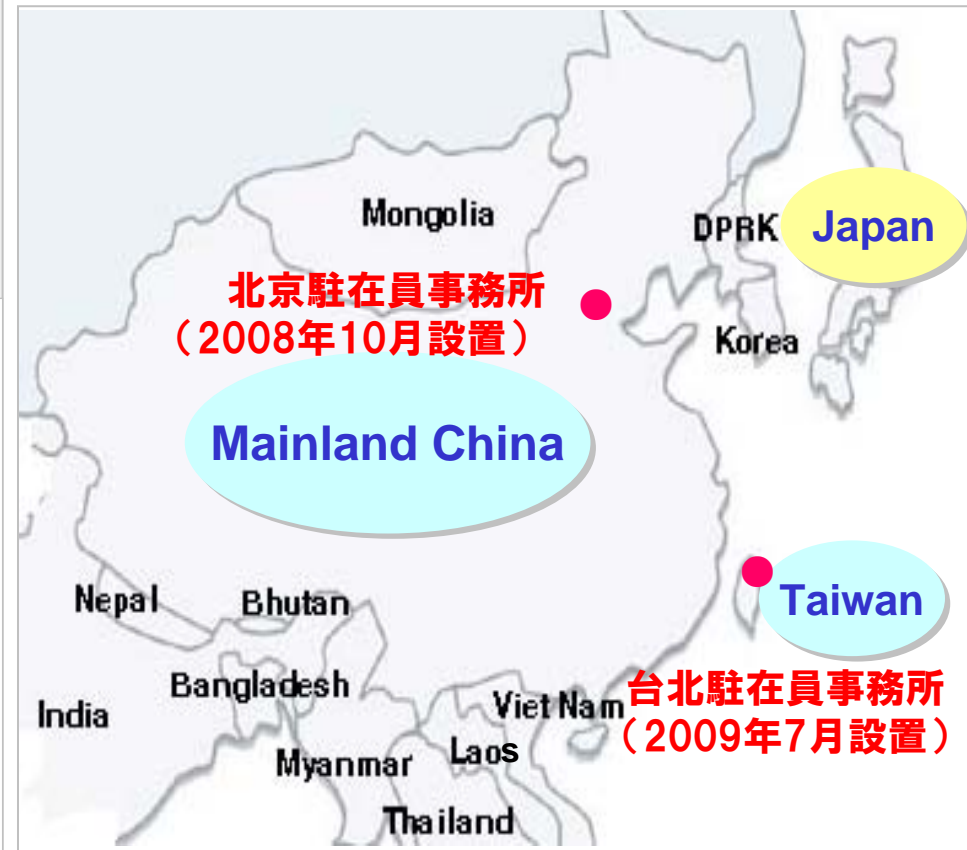 Mongolia
DPRK
Japan
北京駐在員事務所
（2008年10月設置）
Korea
Mainland China
Nepal
Bhutan
Taiwan
Bangladesh
India
Viet Nam
台北駐在員事務所
（2009年7月設置）
Myanmar
Laos
Thailand